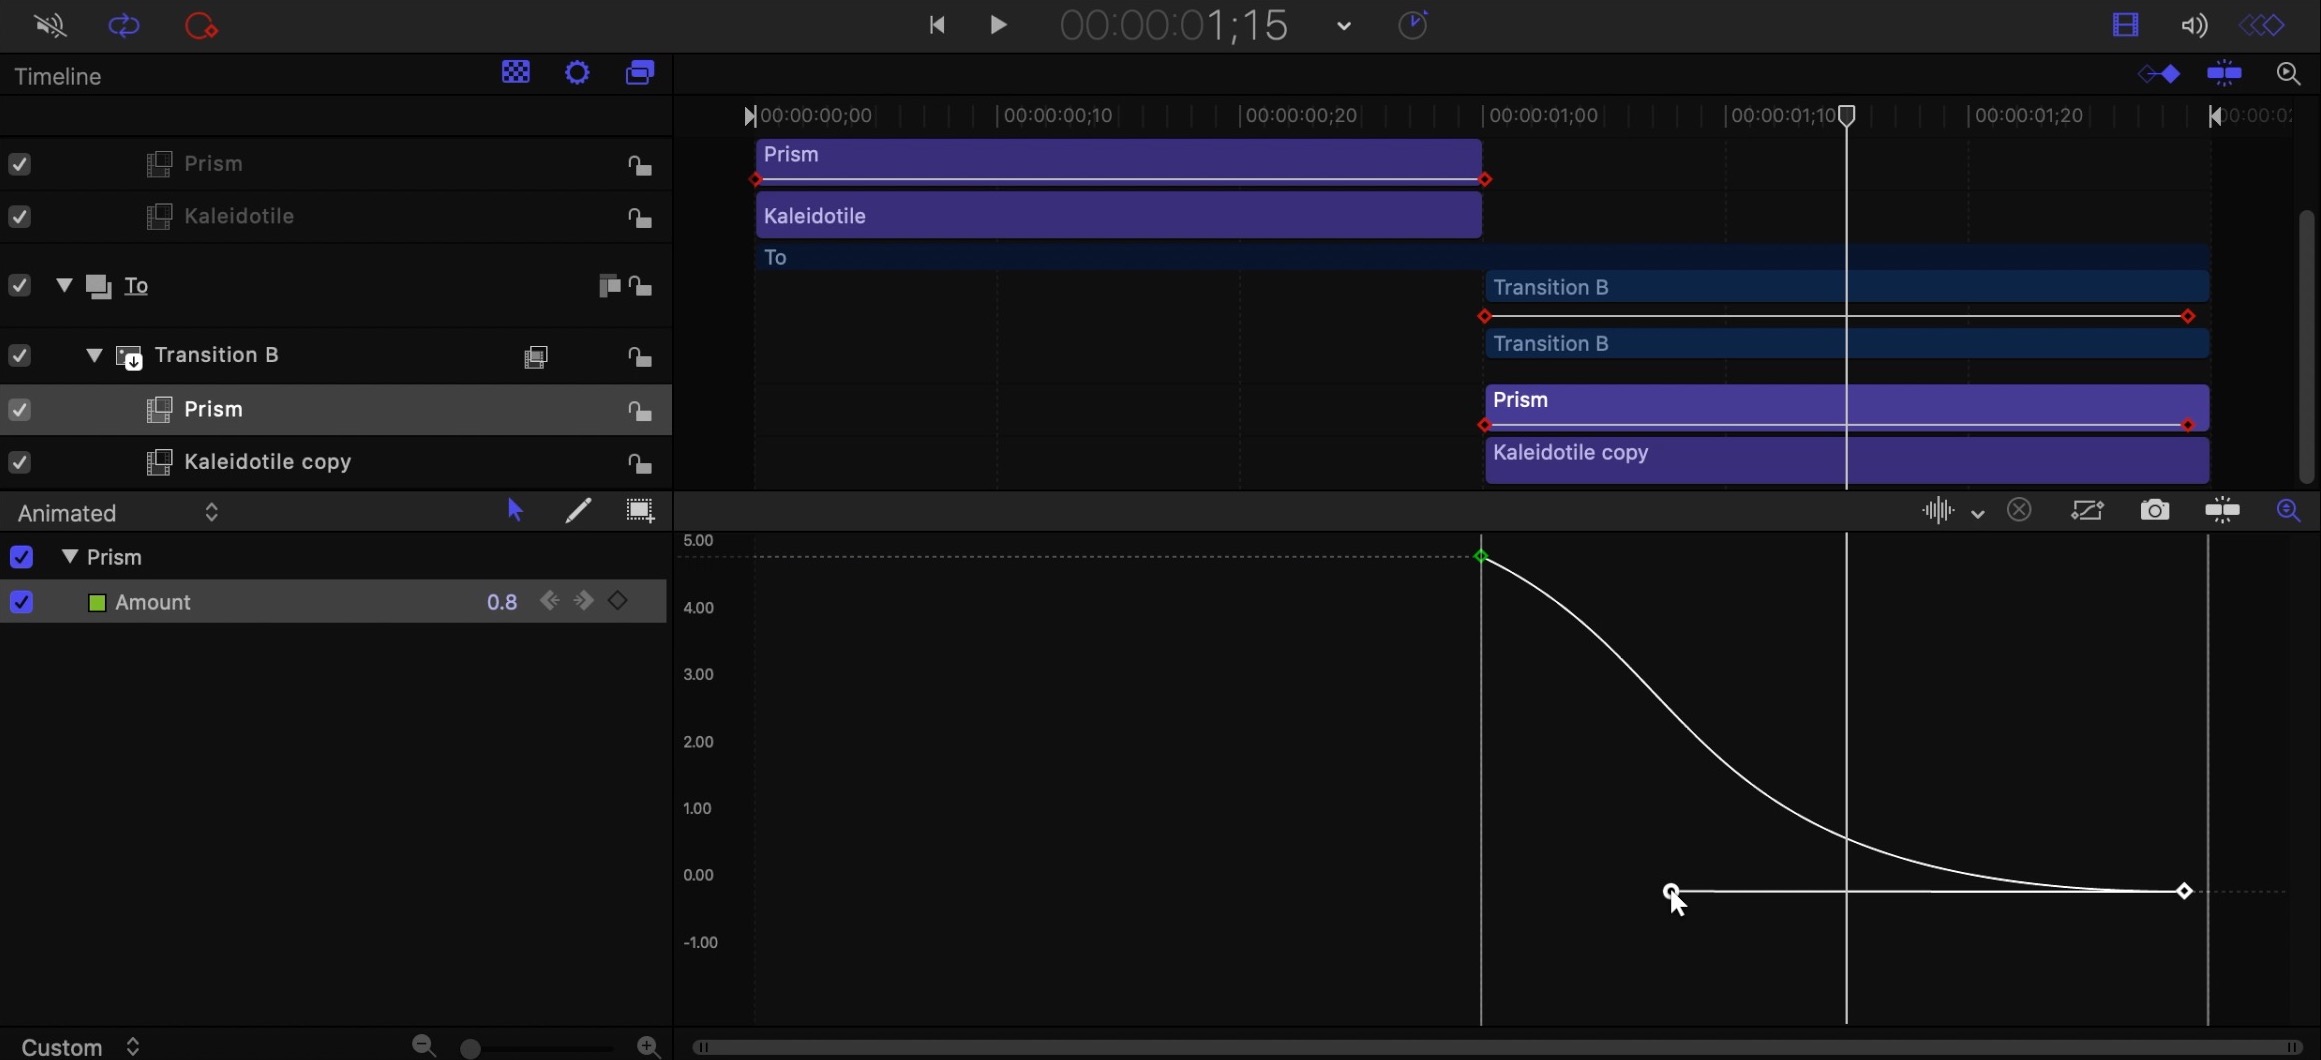 00:00:01;15
Timeline
00:00:00;00 00:00:00;10 00:00:00;20 00:00:01;00 00:00:01;10 00:00:01;20
Prism
Prism
Kaleidotile
Kaleidotile
To
To
Transition B
Transition B
Transition B
Prism
Prism
Kaleidotile copy
Kaleidotile copy
Animated
Prism
Amount 0.8
5.00
4.00
3.00
2.00
1.00
0.00
-1.00
Custom